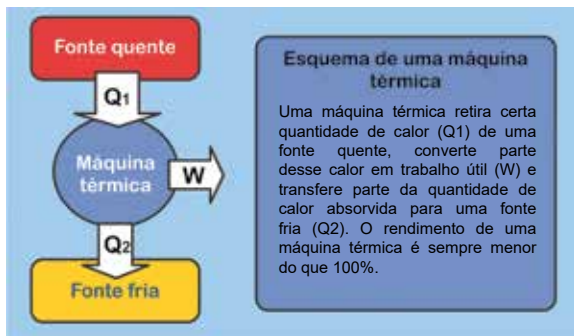 Fonte quente
Q1
Máquina
térmica
W
Q2
Fonte fria
Esquema de uma máquina
térmica
Uma máquina térmica retira certa
quantidade de calor (Q1) de uma
fonte quente, converte parte
desse calor em trabalho útil (W) e
transfere parte da quantidade de
calor absorvida para uma fonte
fria (Q2). O rendimento de uma
máquina térmica é sempre menor
do que 100%.